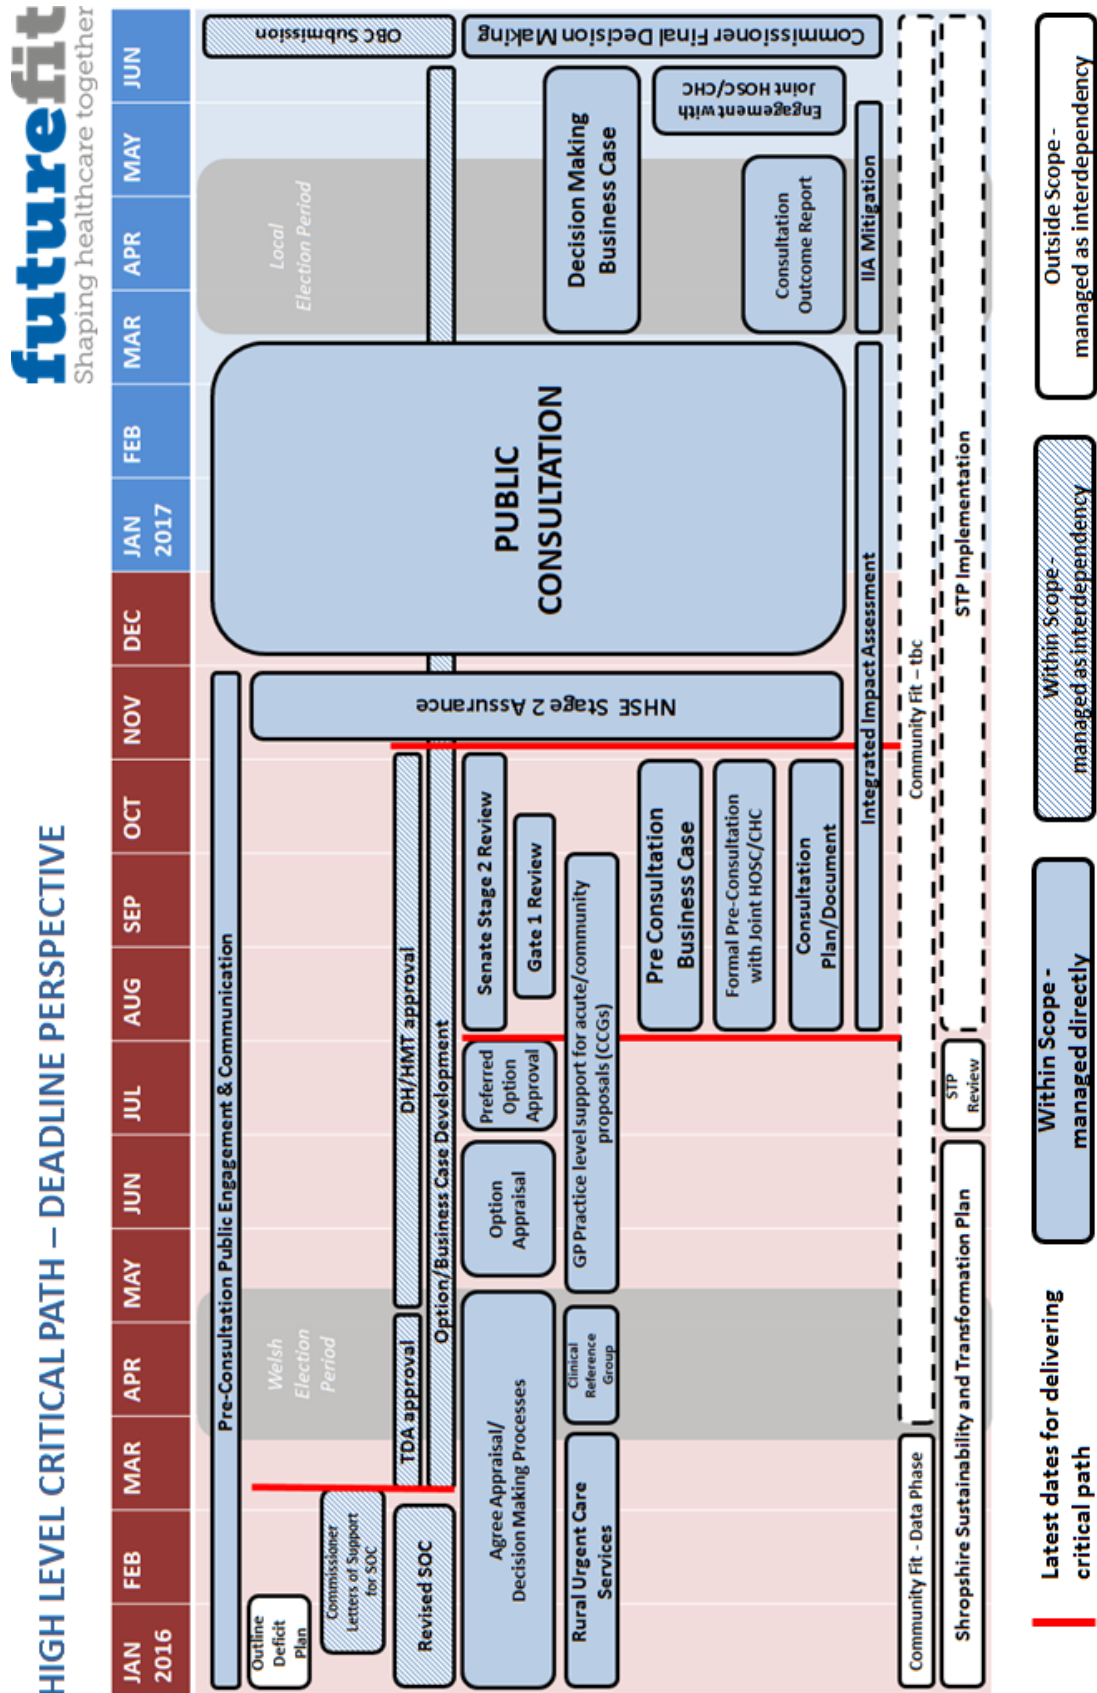 HIGH LEVEL CRITICAL PATH – DEADLINE PERSPECTIVE
futurefit
Shaping healthcare together
JAN
2016
FEB
MAR
APR
MAY
JUN
JUL
AUG
SEP
OCT
NOV
DEC
JAN
2017
FEB
MAR
APR
MAY
JUN
Pre-Consultation Public Engagement & Communication
OBC Submission
Outline
Deficit
Plan
Welsh
Election
Period
Local
Election Period
NHSE Stage 2 Assurance
PUBLIC
CONSULTATION
Commissioner
Letters of Support
for SOC
Revised SOC
TDA approval
DH/HMT approval
Option/Business Case Development
Agree Appraisal/
Decision Making Processes
Option
Appraisal
Preferred
Option
Approval
Senate Stage 2 Review
Gate 1 Review
Commissioner Final Decision Making
Rural Urgent Care
Services
Clinical
Reference
Group
GP Practice level support for acute/community
proposals (CCGs)
Decision Making
Business Case
Pre Consultation
Business Case
Engagement with
Joint HOSC/CHC
Formal Pre-Consultation
with Joint HOSC/CHC
Consultation
Plan/Document
Consultation
Outcome Report
Integrated Impact Assessment
IIA Mitigation
Community Fit - Data Phase
Community Fit – tbc
Shropshire Sustainability and Transformation Plan
STP
Review
STP Implementation
Latest dates for delivering
critical path
Within Scope -
managed directly
Within Scope -
managed as interdependency
Outside Scope -
managed as interdependency